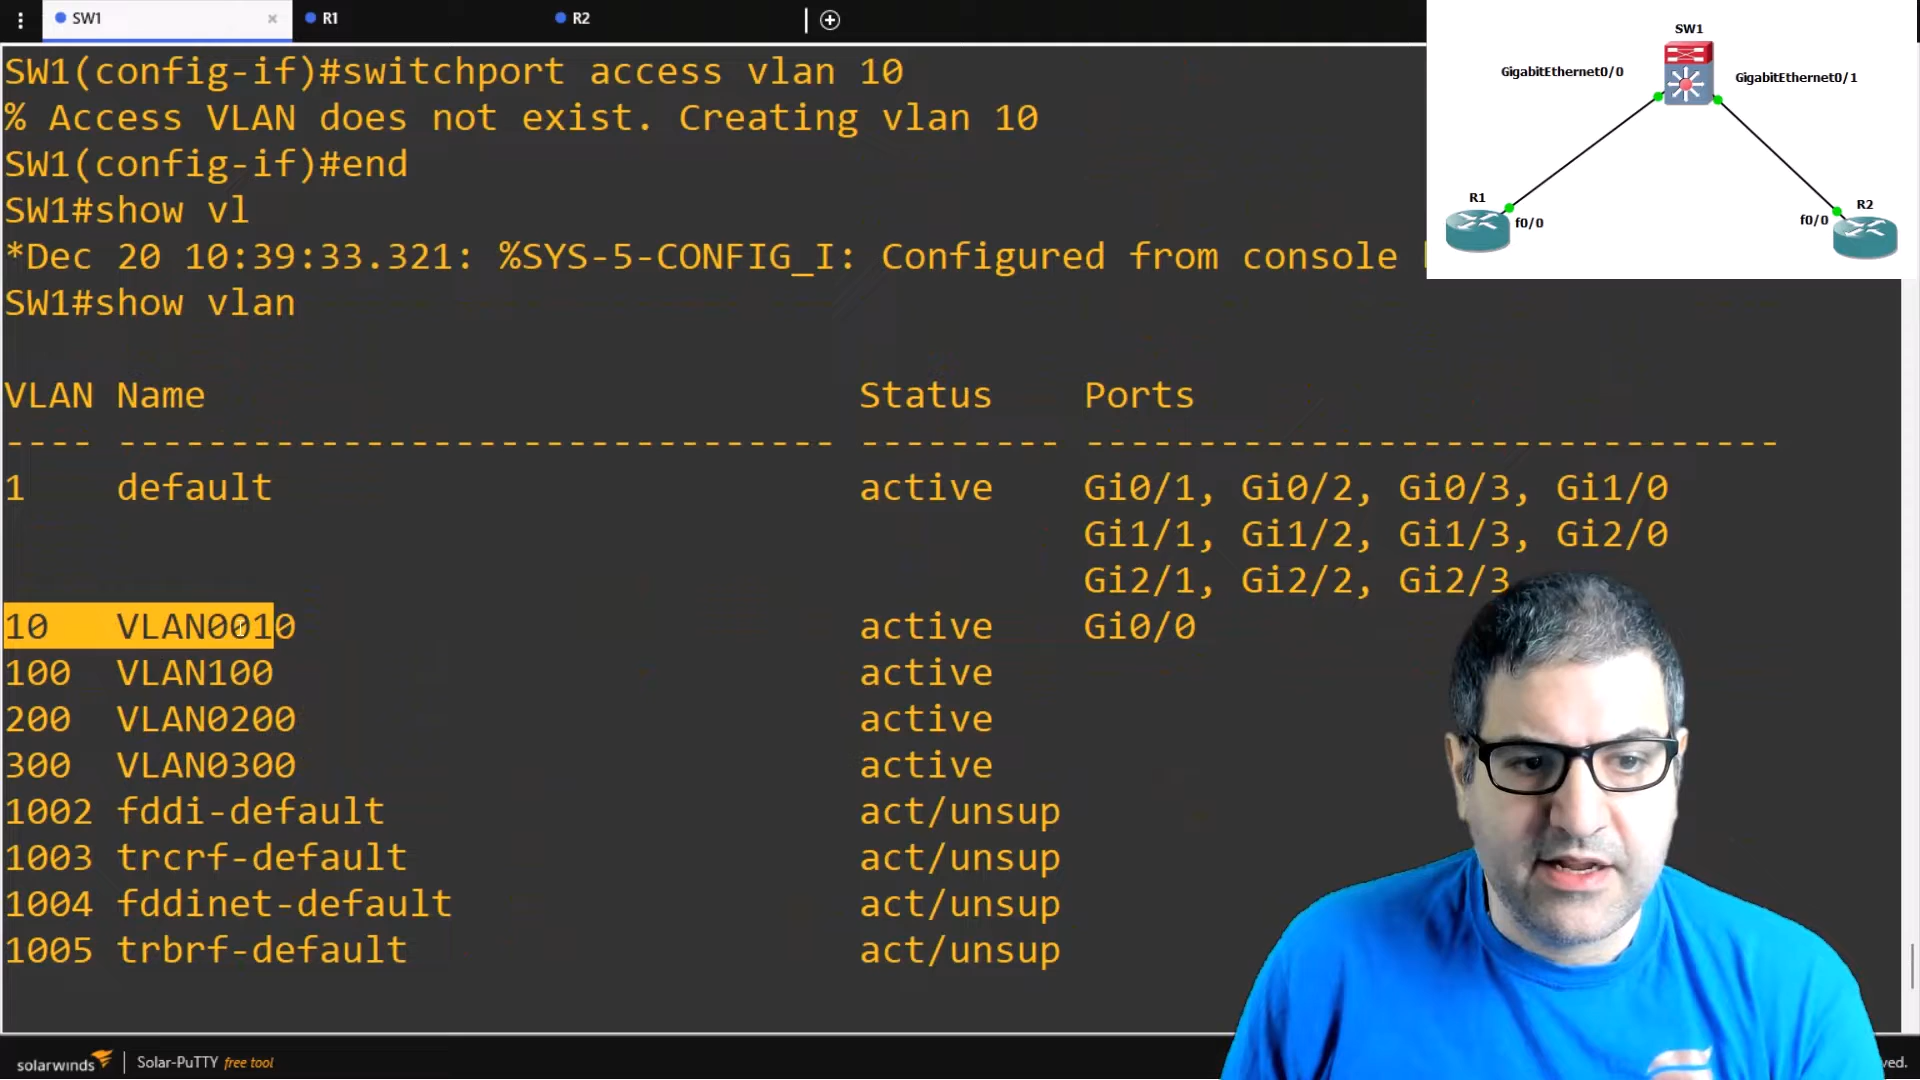 SW1
R1
R2
SW1(config-if)#switchport access vlan 10
% Access VLAN does not exist. Creating vlan 10
SW1(config-if)#end
SW1#show vl
*Dec 20 10:39:33.321: %SYS-5-CONFIG_I: Configured from console
SW1#show vlan
VLAN Name Status Ports
---- -------------------------------- --------- -------------------------------
1 default active Gi0/1, Gi0/2, Gi0/3, Gi1/0
Gi1/1, Gi1/2, Gi1/3, Gi2/0
Gi2/1, Gi2/2, Gi2/3
10 VLAN0010 active Gi0/0
100 VLAN100 active
200 VLAN0200 active
300 VLAN0300 active
1002 fddi-default act/unsup
1003 trcrf-default act/unsup
1004 fddinet-default act/unsup
1005 trbrf-default act/unsup
SW1
GigabitEthernet0/0
GigabitEthernet0/1
R1
f0/0
R2
f0/0
solarwinds
Solar-PuTTY free tool